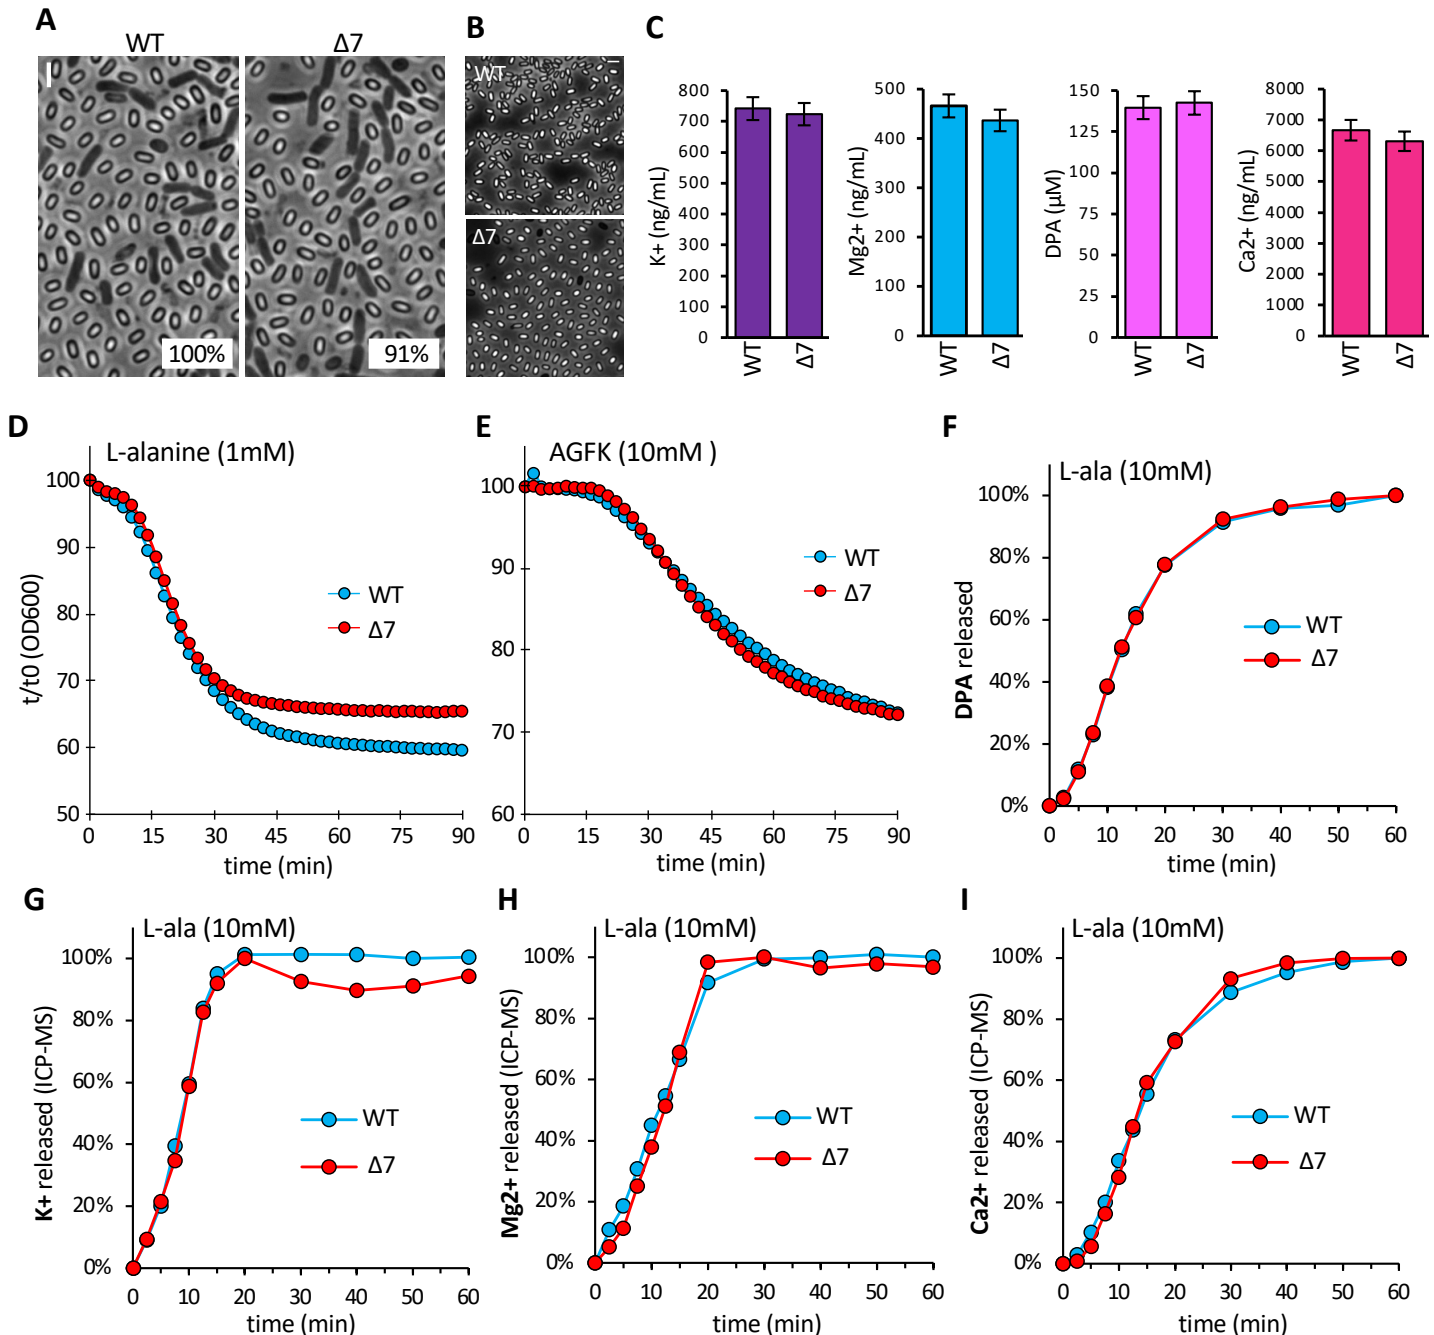 A
WT
Δ7
100%
91%
B
WT
Δ7
C
K+ (ng/mL)
800
700
600
500
400
300
200
100
0
WT
Δ7
Mg2+ (ng/mL)
500
400
300
200
100
0
WT
Δ7
DPA (µM)
150
125
100
75
50
25
0
WT
Δ7
Ca2+ (ng/mL)
8000
7000
6000
5000
4000
3000
2000
1000
0
WT
Δ7
D
L-alanine (1mM)
t/t0 (OD600)
100
90
80
70
60
50
WT
Δ7
0 15 30 45 60 75 90
time (min)
E
AGFK (10mM )
100
90
80
70
60
WT
Δ7
0 15 30 45 60 75 90
time (min)
F
L-ala (10mM)
DPA released
100%
80%
60%
40%
20%
0%
WT
Δ7
0 10 20 30 40 50 60
time (min)
G
L-ala (10mM)
K+ released (ICP-MS)
100%
80%
60%
40%
20%
0%
WT
Δ7
0 10 20 30 40 50 60
time (min)
H
L-ala (10mM)
Mg2+ released (ICP-MS)
100%
80%
60%
40%
20%
0%
WT
Δ7
0 10 20 30 40 50 60
time (min)
I
L-ala (10mM)
Ca2+ released (ICP-MS)
100%
80%
60%
40%
20%
0%
WT
Δ7
0 10 20 30 40 50 60
time (min)